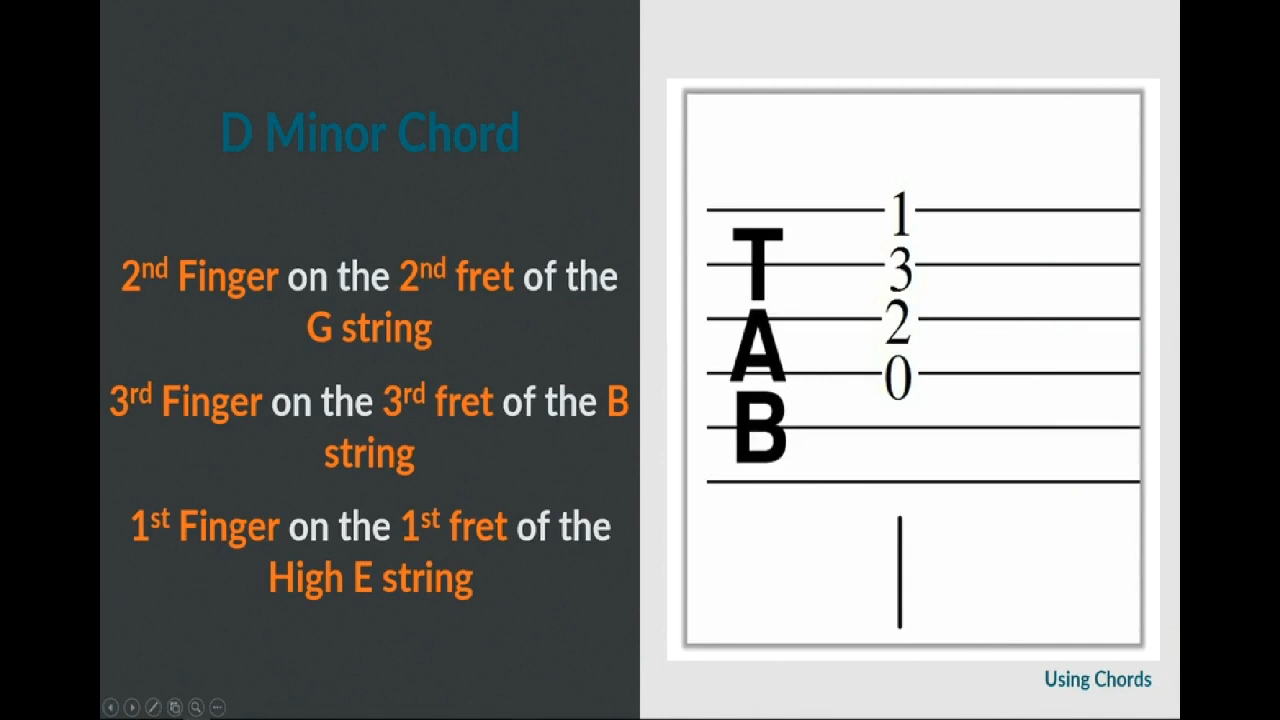 D Minor Chord
2nd Finger on the 2nd fret of the
G string
3rd Finger on the 3rd fret of the B
string
1st Finger on the 1st fret of the
High E string
1
3
2
0
T
A
B
Using Chords